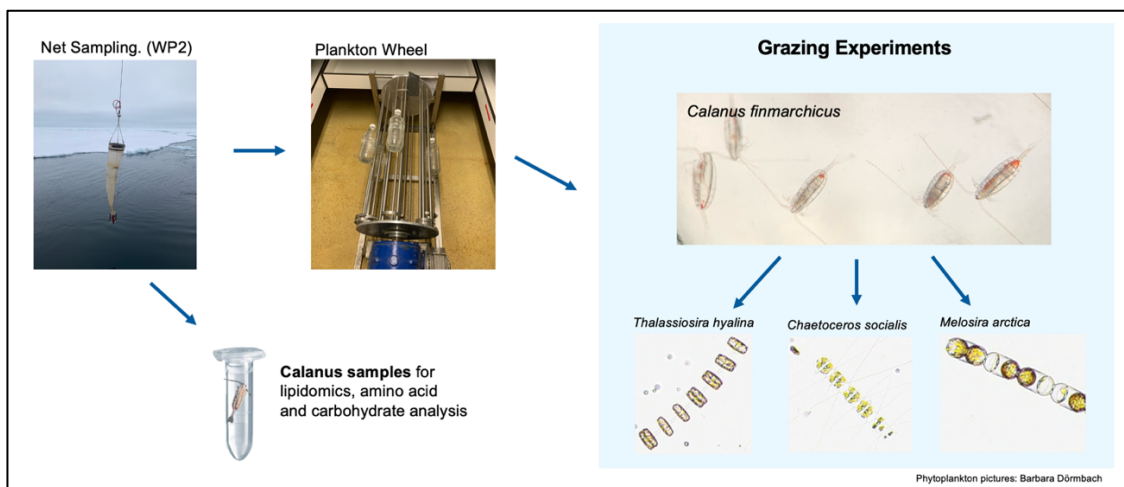 Net Sampling. (WP2)
Plankton Wheel
Grazing Experiments
Calanus finmarchicus
Thalassiosira hyalina
Chaetoceros socialis
Melosira arctica
Calanus samples for
lipidomics, amino acid
and carbohydrate analysis
Phytoplankton pictures: Barbara Dörmbach